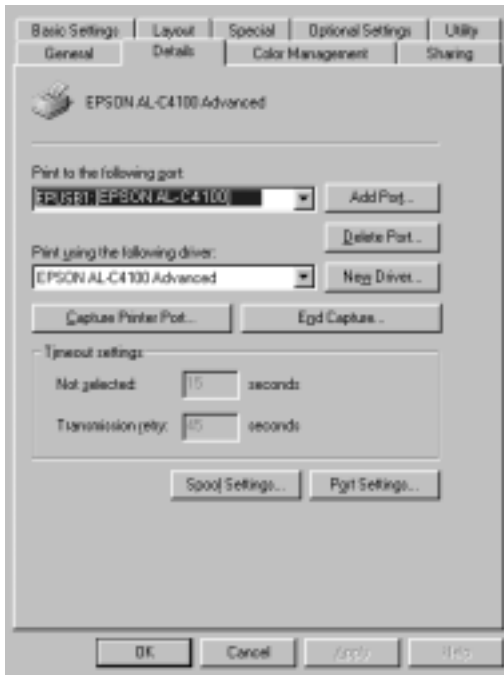 Basic Settings Layout Special Optional Settings Utility
General Details Color Management Sharing
EPSON AL-C4100 Advanced
Print to the following port:
EPUSB1: [EPSON AL-C4100]
Add Port...
Delete Port...
Print using the following driver:
EPSON AL-C4100 Advanced
New Driver...
Capture Printer Port... End Capture...
Timeout settings
Not selected: 15 seconds
Transmission retry: 45 seconds
Spool Settings... Port Settings...
OK Cancel Apply Help